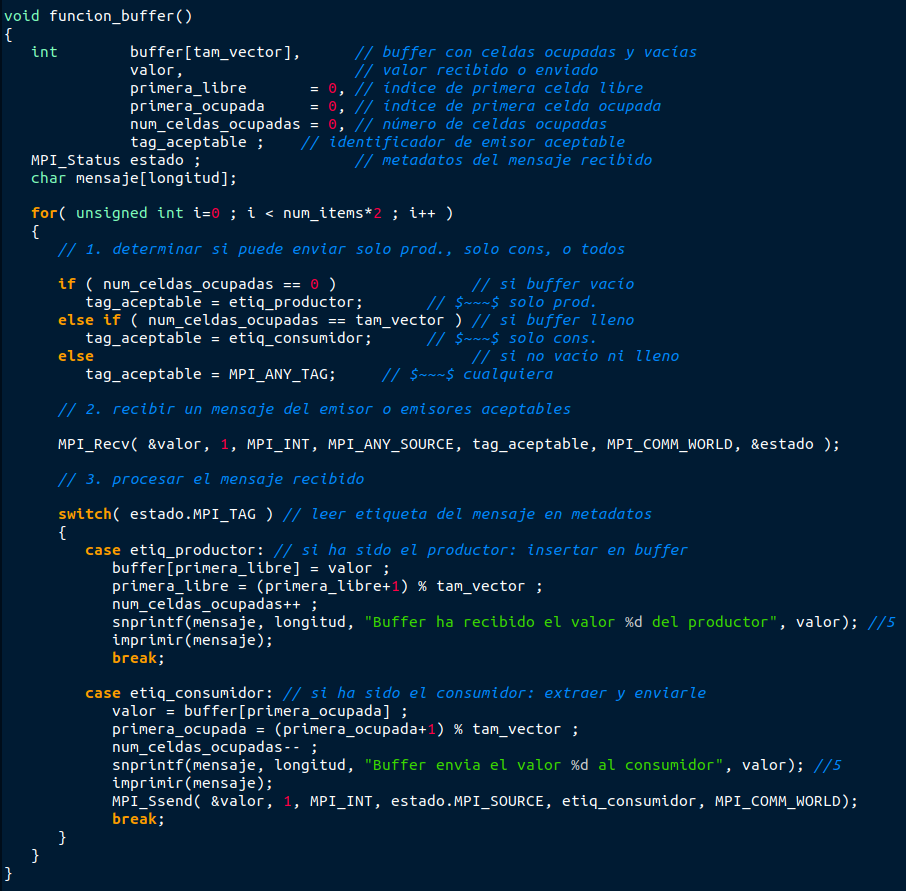 void funcion_buffer()
{
   int        buffer[tam_vector],      // buffer con celdas ocupadas y vacías
              valor,                   // valor recibido o enviado
              primera_libre       = 0, // índice de primera celda libre
              primera_ocupada     = 0, // índice de primera celda ocupada
              num_celdas_ocupadas = 0, // número de celdas ocupadas
              tag_aceptable ;    // identificador de emisor aceptable
   MPI_Status estado ;                 // metadatos del mensaje recibido
   char mensaje[longitud];

   for( unsigned int i=0 ; i < num_items*2 ; i++ )
   {
      // 1. determinar si puede enviar solo prod., solo cons, o todos

      if ( num_celdas_ocupadas == 0 )               // si buffer vacío
         tag_aceptable = etiq_productor;       // $~~~$ solo prod.
      else if ( num_celdas_ocupadas == tam_vector ) // si buffer lleno
         tag_aceptable = etiq_consumidor;      // $~~~$ solo cons.
      else                                          // si no vacío ni lleno
         tag_aceptable = MPI_ANY_TAG;     // $~~~$ cualquiera

      // 2. recibir un mensaje del emisor o emisores aceptables

      MPI_Recv( &valor, 1, MPI_INT, MPI_ANY_SOURCE, tag_aceptable, MPI_COMM_WORLD, &estado );

      // 3. procesar el mensaje recibido

      switch( estado.MPI_TAG ) // leer etiqueta del mensaje en metadatos
      {
         case etiq_productor: // si ha sido el productor: insertar en buffer
            buffer[primera_libre] = valor ;
            primera_libre = (primera_libre+1) % tam_vector ;
            num_celdas_ocupadas++ ;
            snprintf(mensaje, longitud, "Buffer ha recibido el valor %d del productor", valor); //5
            imprimir(mensaje);
            break;

         case etiq_consumidor: // si ha sido el consumidor: extraer y enviarle
            valor = buffer[primera_ocupada] ;
            primera_ocupada = (primera_ocupada+1) % tam_vector ;
            num_celdas_ocupadas-- ;
            snprintf(mensaje, longitud, "Buffer envia el valor %d al consumidor", valor); //5
            imprimir(mensaje);
            MPI_Ssend( &valor, 1, MPI_INT, estado.MPI_SOURCE, etiq_consumidor, MPI_COMM_WORLD);
            break;
      }
   }
}